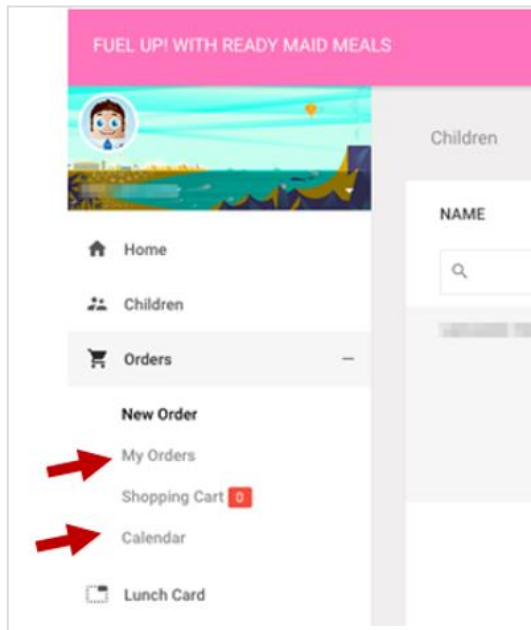 FUEL UP! WITH READY MAID MEALS
Children
NAME
Home
Children
Orders
New Order
My Orders
Shopping Cart 0
Calendar
Lunch Card